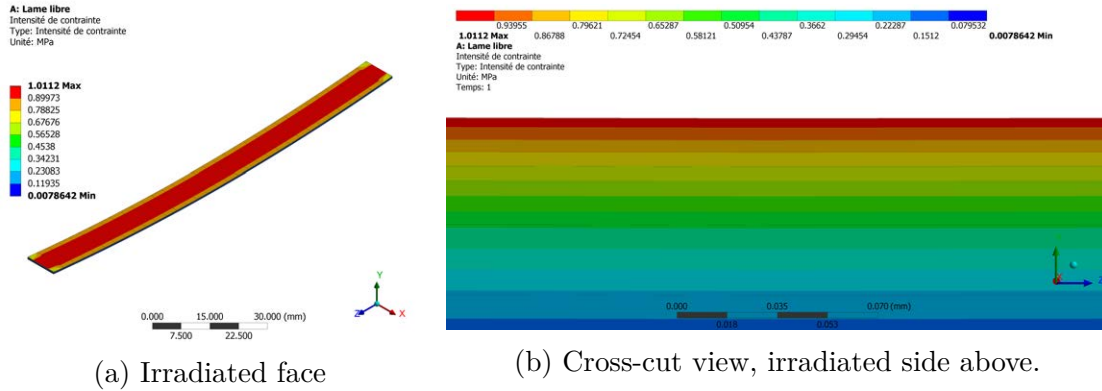 A: Lame libre
Intensité de contrainte
Type: Intensité de contrainte
Unité: MPa
1.0112 Max
0.89973
0.78825
0.67676
0.56528
0.4538
0.34231
0.23083
0.11935
0.0078642 Min
0.000 15.000 30.000 (mm)
7.500 22.500
Y
Z X
(a) Irradiated face
0.93955 0.79621 0.65287 0.50954 0.3662 0.22287 0.079532
1.0112 Max 0.86788 0.72454 0.58121 0.43787 0.29454 0.1512 0.0078642 Min
A: Lame libre
Intensité de contrainte
Type: Intensité de contrainte
Unité: MPa
Temps: 1
0.000 0.035 0.070 (mm)
0.018 0.053
Y
X Z
(b) Cross-cut view, irradiated side above.